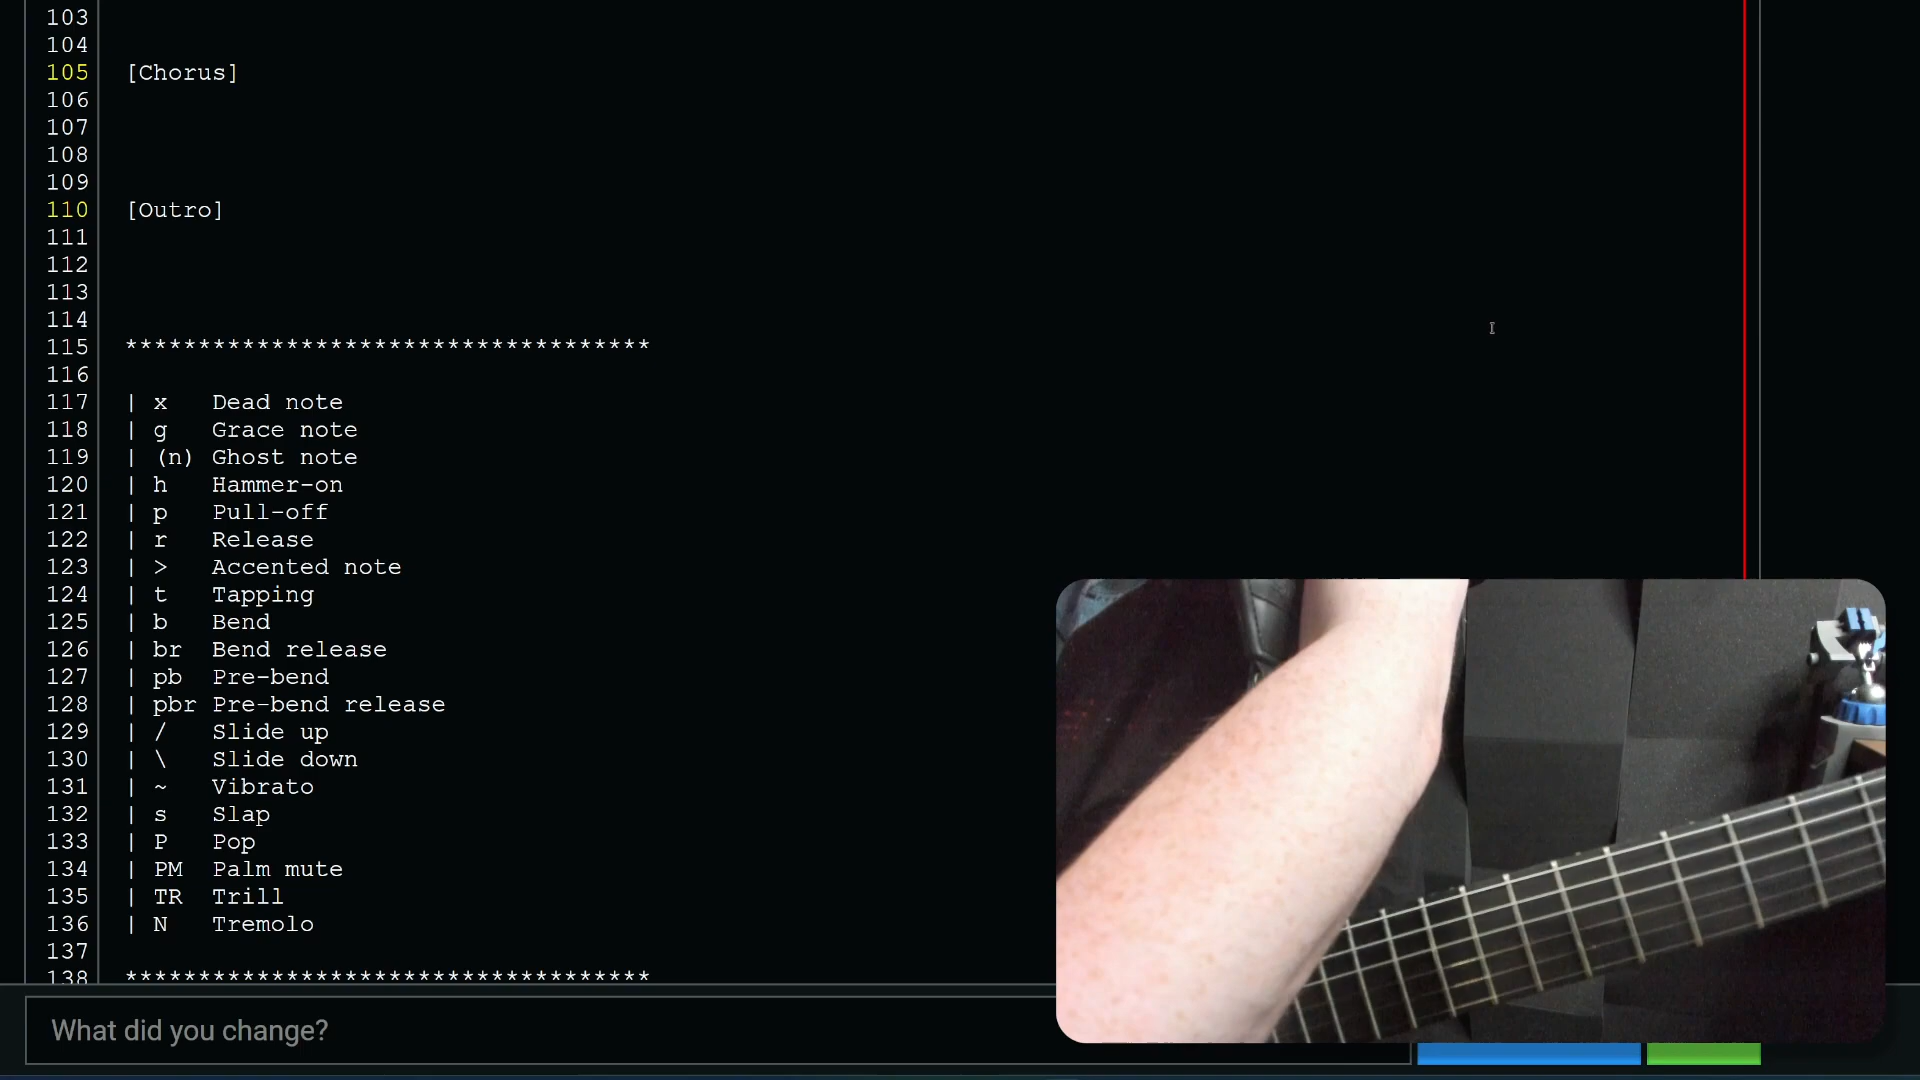 103
104
105 [Chorus]
106
107
108
109
110 [Outro]
111
112
113
114
115 ************************************
116
117 | x Dead note
118 | g Grace note
119 | (n) Ghost note
120 | h Hammer-on
121 | p Pull-off
122 | r Release
123 | > Accented note
124 | t Tapping
125 | b Bend
126 | br Bend release
127 | pb Pre-bend
128 | pbr Pre-bend release
129 | / Slide up
130 | \ Slide down
131 | ~ Vibrato
132 | s Slap
133 | P Pop
134 | PM Palm mute
135 | TR Trill
136 | N Tremolo
137
138 ************************************
What did you change?